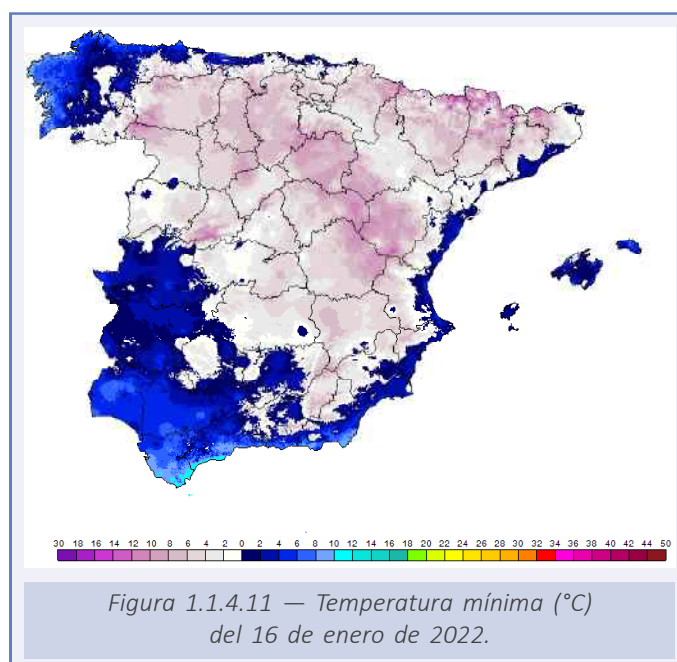 30 18 16 14 12 10 8 6 4 2 0 2 4 6 8 10 12 14 16 18 20 22 24 26 28 30 32 34 36 38 40 42 44 50
Figura 1.1.4.11 — Temperatura mínima (°C)
del 16 de enero de 2022.